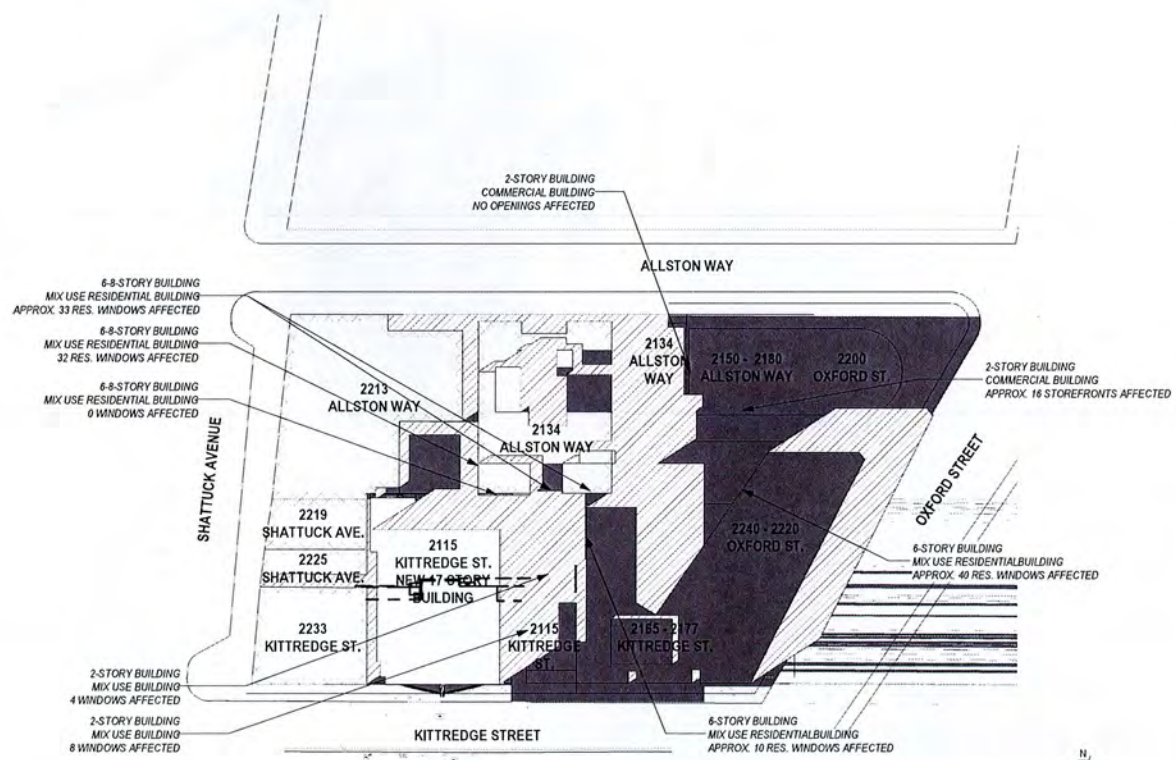 2-STORY BUILDING
COMMERCIAL BUILDING
NO OPENINGS AFFECTED
ALLSTON WAY
6-8-STORY BUILDING
MIX USE RESIDENTIAL BUILDING
APPROX. 33 RES. WINDOWS AFFECTED
6-8-STORY BUILDING
MIX USE RESIDENTIAL BUILDING
32 RES. WINDOWS AFFECTED
6-8-STORY BUILDING
MIX USE RESIDENTIAL BUILDING
0 WINDOWS AFFECTED
2134
ALLSTON
WAY
2150 - 2180
ALLSTON WAY
2200
OXFORD ST.
2-STORY BUILDING
COMMERCIAL BUILDING
APPROX. 16 STOREFRONTS AFFECTED
2213
ALLSTON WAY
2134
ALLSTON WAY
SHATTUCK AVENUE
OXFORD STREET
2219
SHATTUCK AVE.
2225
SHATTUCK AVE.
2115
KITTREDGE ST.
NEW 17 STORY
BUILDING
2240 - 2220
OXFORD ST.
6-STORY BUILDING
MIX USE RESIDENTIALBUILDING
APPROX. 40 RES. WINDOWS AFFECTED
2233
KITTREDGE ST.
2115
KITTREDGE
ST.
2165 - 2177
KITTREDGE ST.
2-STORY BUILDING
MIX USE BUILDING
4 WINDOWS AFFECTED
2-STORY BUILDING
MIX USE BUILDING
8 WINDOWS AFFECTED
KITTREDGE STREET
6-STORY BUILDING
MIX USE RESIDENTIALBUILDING
APPROX. 10 RES. WINDOWS AFFECTED
N